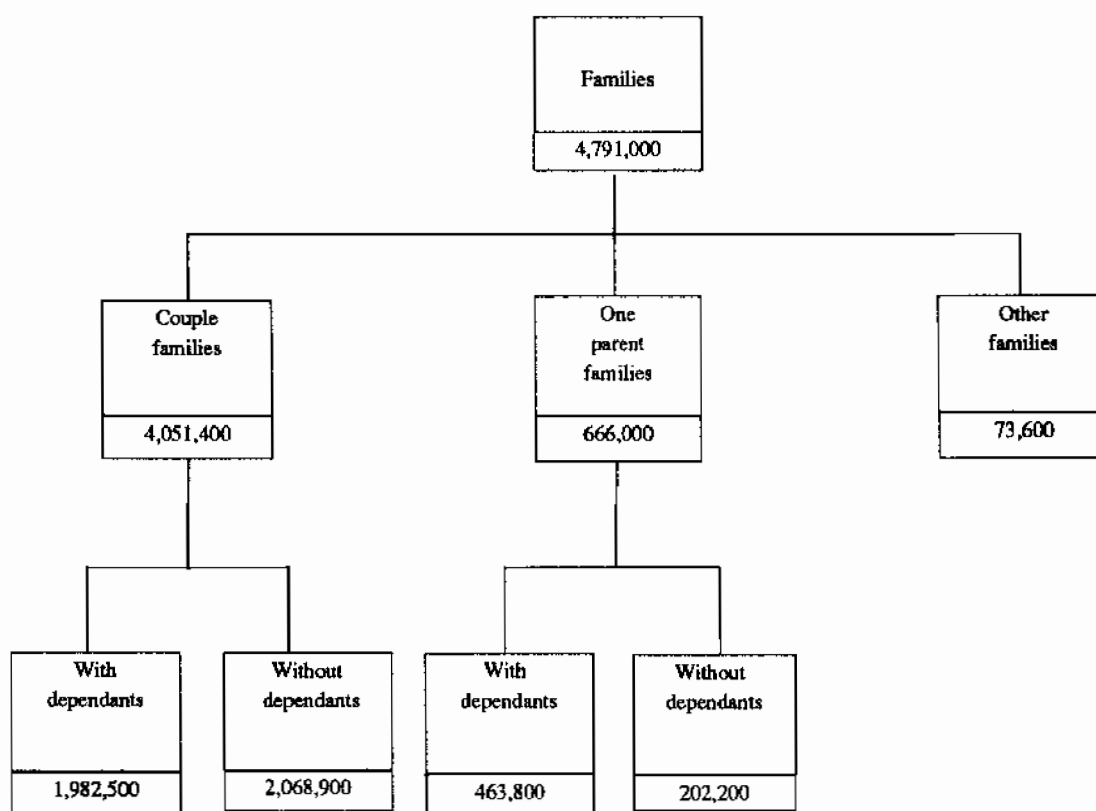 Families
4,791,000
Couple
families
4,051,400
One
parent
families
666,000
Other
families
73,600
With
dependants
1,982,500
Without
dependants
2,068,900
With
dependants
463,800
Without
dependants
202,200